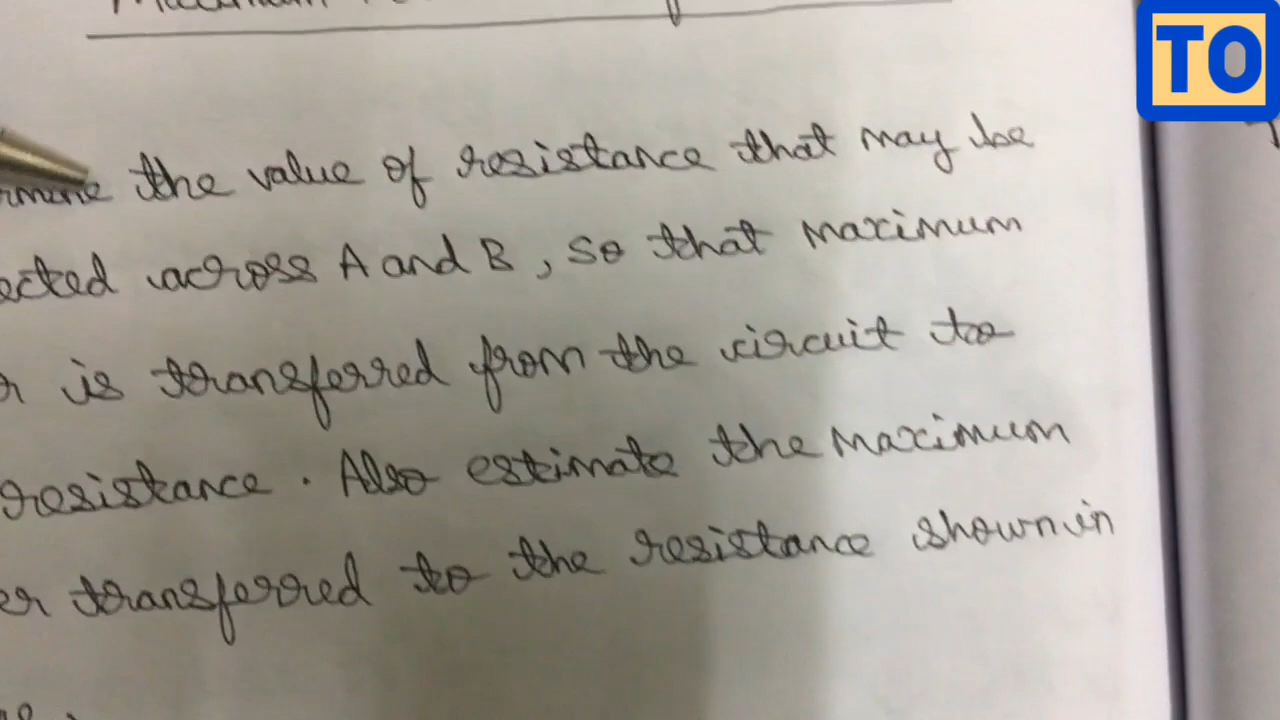 TO
the value of resistance that may be
across A and B, so that maximum
is transferred from the circuit to
resistance. Also estimate the maximum
transferred to the resistance shown in